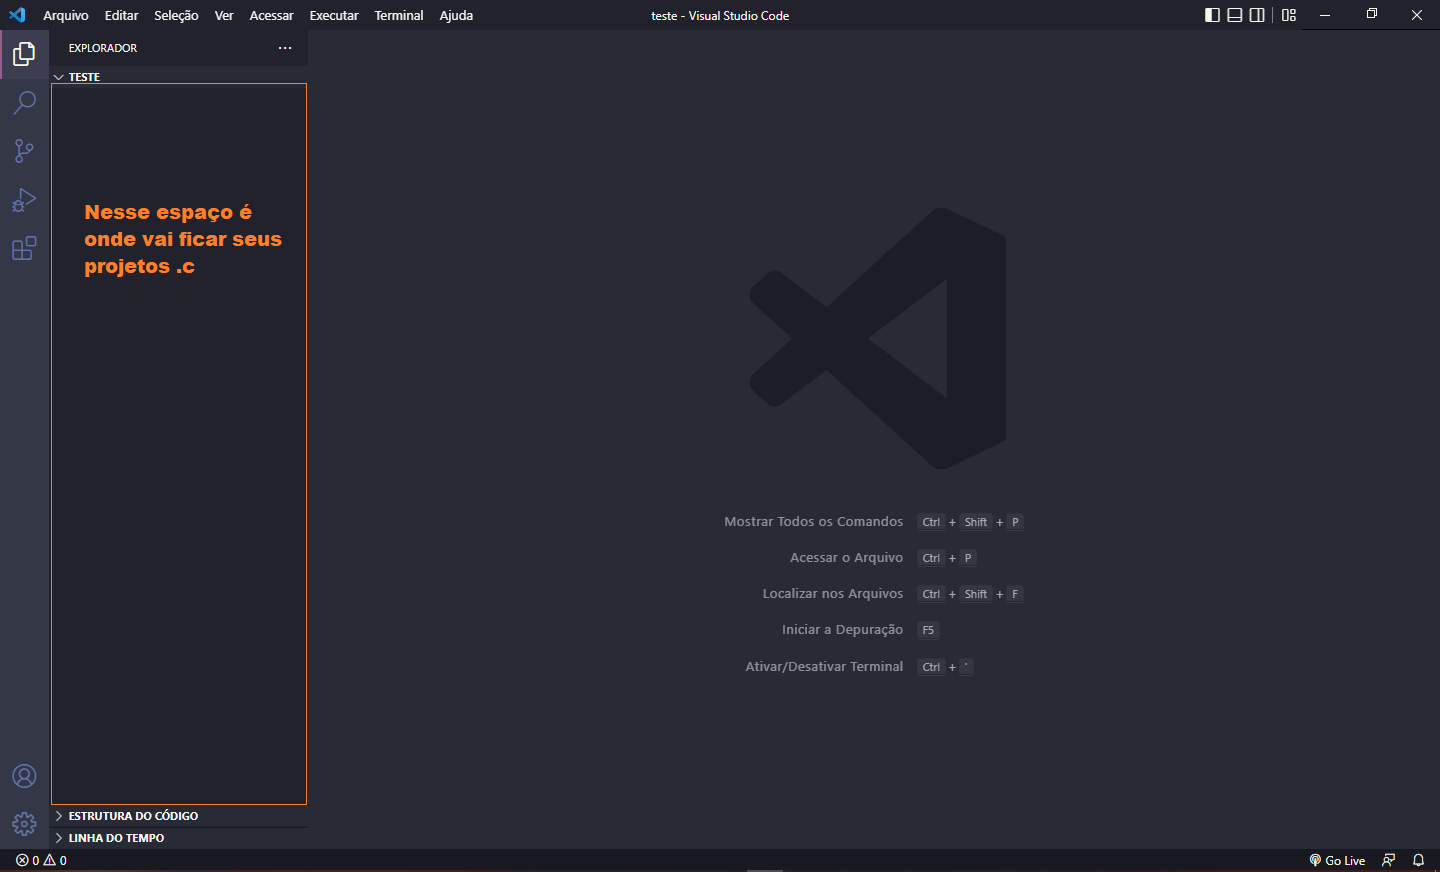 Arquivo Editar Seleção Ver Acessar Executar Terminal Ajuda
teste - Visual Studio Code
EXPLORADOR
TESTE
Nesse espaço é
onde vai ficar seus
projetos .c
Mostrar Todos os Comandos Ctrl + Shift + P
Acessar o Arquivo Ctrl + P
Localizar nos Arquivos Ctrl + Shift + F
Iniciar a Depuração F5
Ativar/Desativar Terminal Ctrl + '
ESTRUTURA DO CÓDIGO
LINHA DO TEMPO
0 0
Go Live